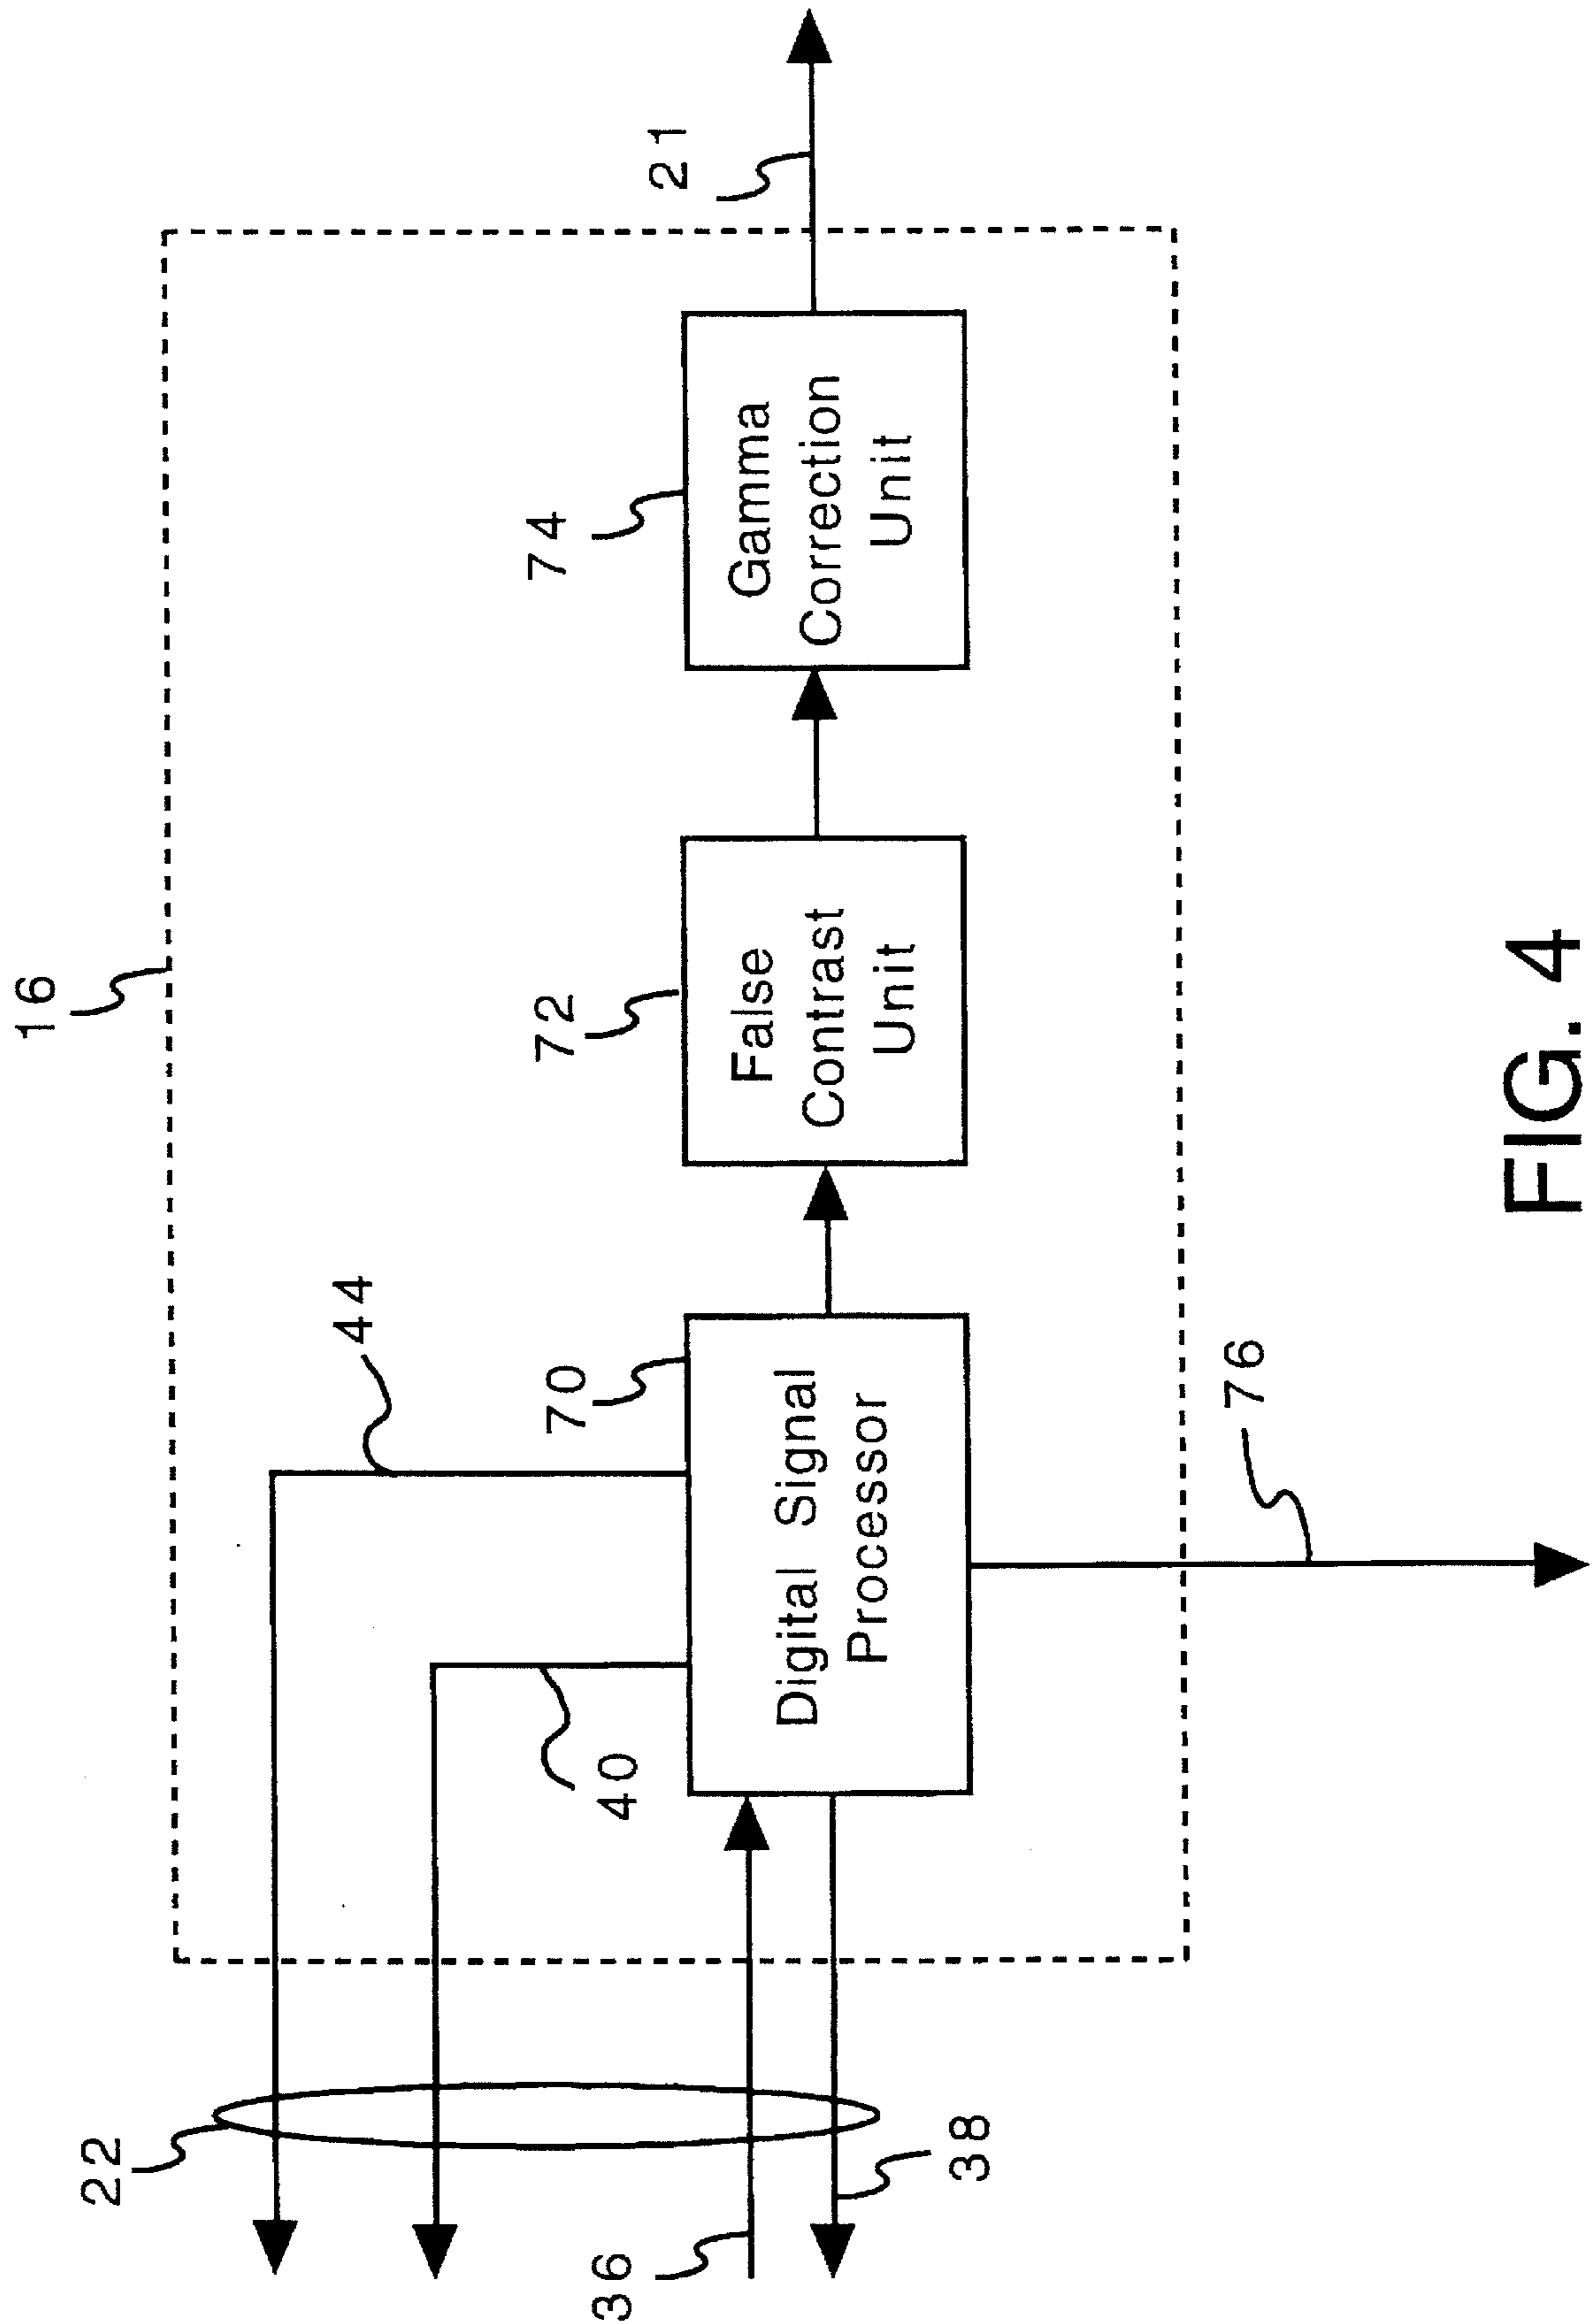 16
22
44
40
36
38
70
Digital Signal
Processor
76
72
False
Contrast
Unit
74
Gamma
Correction
Unit
21
FIG. 4